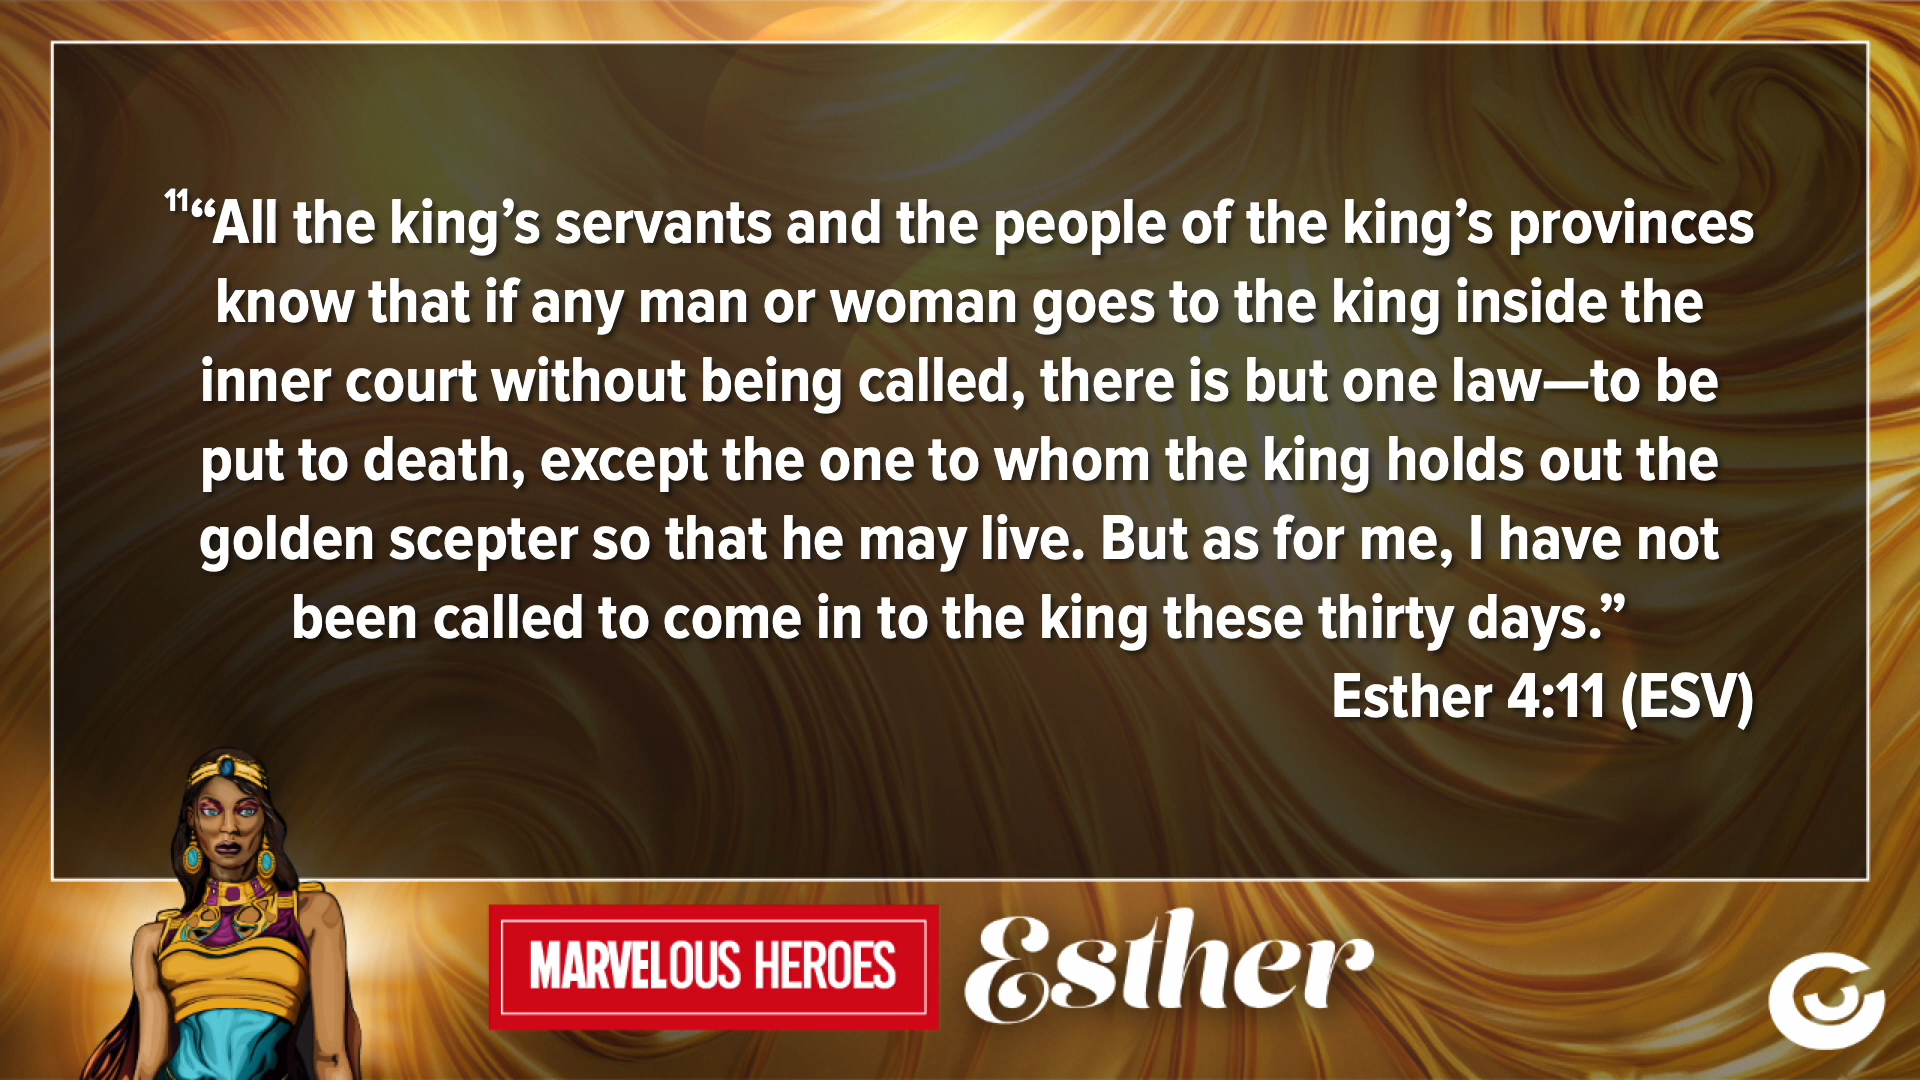 11“All the king’s servants and the people of the king’s provinces
know that if any man or woman goes to the king inside the
inner court without being called, there is but one law—to be
put to death, except the one to whom the king holds out the
golden scepter so that he may live. But as for me, I have not
been called to come in to the king these thirty days.”
Esther 4:11 (ESV)
MARVELOUS HEROES
Esther